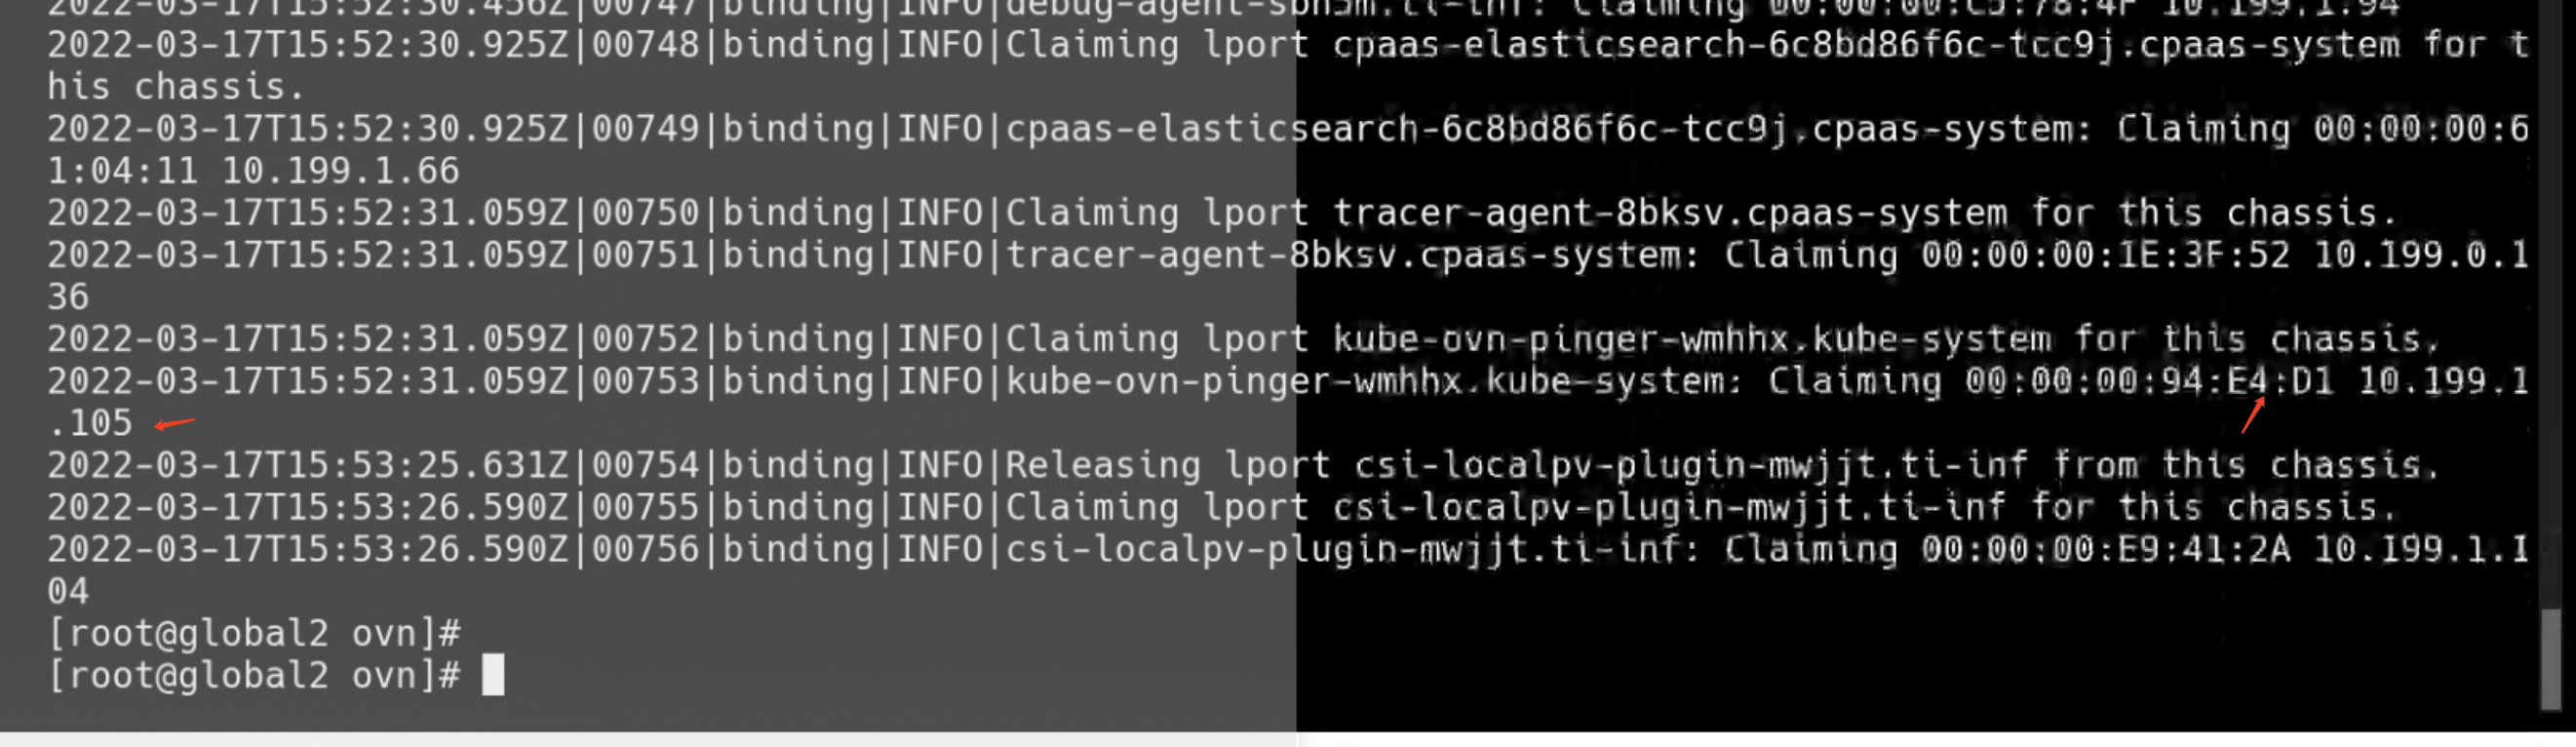 2022-03-17T15:52:30.456Z|00747|binding|INFO|debug-agent-sbn5m.ti-inf: Claiming 00:00:00:C5:78:4F 10.199.1.94
2022-03-17T15:52:30.925Z|00748|binding|INFO|Claiming lport cpaas-elasticsearch-6c8bd86f6c-tcc9j.cpaas-system for t
his chassis.
2022-03-17T15:52:30.925Z|00749|binding|INFO|cpaas-elasticsearch-6c8bd86f6c-tcc9j.cpaas-system: Claiming 00:00:00:6
1:04:11 10.199.1.66
2022-03-17T15:52:31.059Z|00750|binding|INFO|Claiming lport tracer-agent-8bksv.cpaas-system for this chassis.
2022-03-17T15:52:31.059Z|00751|binding|INFO|tracer-agent-8bksv.cpaas-system: Claiming 00:00:00:1E:3F:52 10.199.0.1
36
2022-03-17T15:52:31.059Z|00752|binding|INFO|Claiming lport kube-ovn-pinger-wmhhx.kube-system for this chassis.
2022-03-17T15:52:31.059Z|00753|binding|INFO|kube-ovn-pinger-wmhhx.kube-system: Claiming 00:00:00:94:E4:D1 10.199.1
.105
2022-03-17T15:53:25.631Z|00754|binding|INFO|Releasing lport csi-localpv-plugin-mwjjt.ti-inf from this chassis.
2022-03-17T15:53:26.590Z|00755|binding|INFO|Claiming lport csi-localpv-plugin-mwjjt.ti-inf for this chassis.
2022-03-17T15:53:26.590Z|00756|binding|INFO|csi-localpv-plugin-mwjjt.ti-inf: Claiming 00:00:00:E9:41:2A 10.199.1.1
04
[root@global2 ovn]#
[root@global2 ovn]#